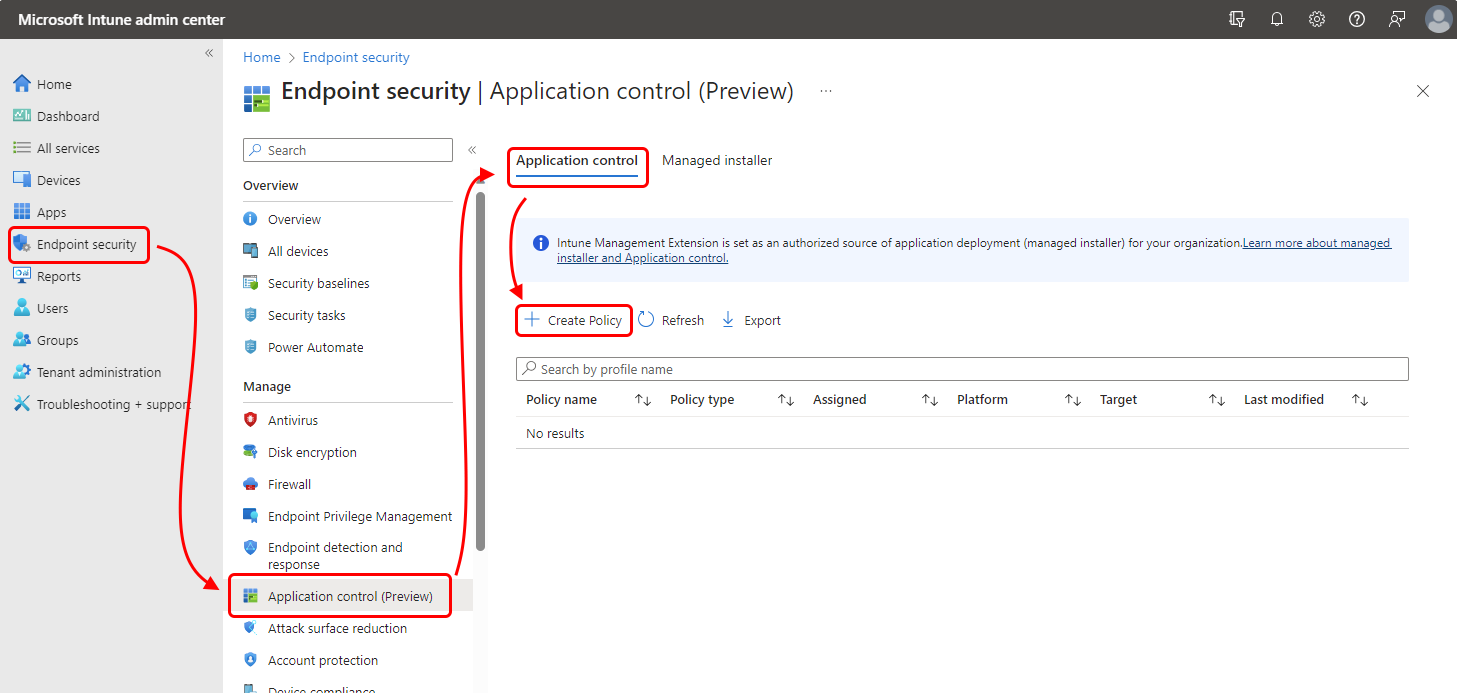 Microsoft Intune admin center
Home
Dashboard
All services
Devices
Apps
Endpoint security
Reports
Users
Groups
Tenant administration
Troubleshooting + support
Home > Endpoint security
Endpoint security | Application control (Preview) ...
Search
Overview
Overview
All devices
Security baselines
Security tasks
Power Automate
Manage
Antivirus
Disk encryption
Firewall
Endpoint Privilege Management
Endpoint detection and
response
Application control (Preview)
Attack surface reduction
Account protection
Device compliance
Application control Managed installer
Intune Management Extension is set as an authorized source of application deployment (managed installer) for your organization.Learn more about managed
installer and Application control.
Create Policy Refresh Export
Search by profile name
Policy name Policy type Assigned Platform Target Last modified
No results